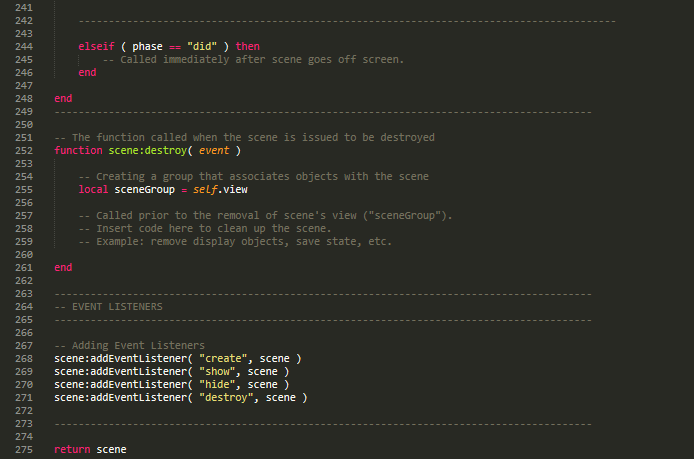 241
242 ------------------------------------------------------------------------------------------
243
244 elseif ( phase == "did" ) then
245 -- Called immediately after scene goes off screen.
246 end
247
248 end
249 ------------------------------------------------------------------------------------------
250
251 -- The function called when the scene is issued to be destroyed
252 function scene:destroy( event )
253
254 -- Creating a group that associates objects with the scene
255 local sceneGroup = self.view
256
257 -- Called prior to the removal of scene's view ("sceneGroup").
258 -- Insert code here to clean up the scene.
259 -- Example: remove display objects, save state, etc.
260
261 end
262
263 ------------------------------------------------------------------------------------------
264 -- EVENT LISTENERS
265 ------------------------------------------------------------------------------------------
266
267 -- Adding Event Listeners
268 scene:addEventListener( "create", scene )
269 scene:addEventListener( "show", scene )
270 scene:addEventListener( "hide", scene )
271 scene:addEventListener( "destroy", scene )
272
273 ------------------------------------------------------------------------------------------
274
275 return scene